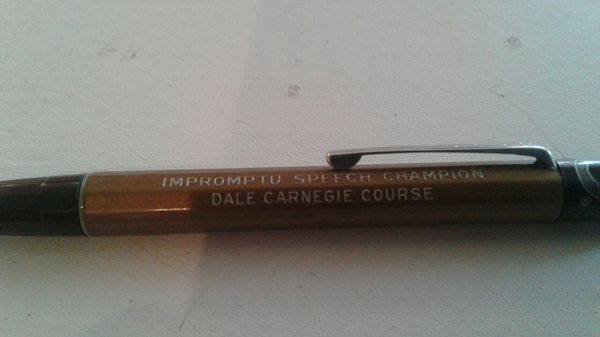 IMPROMPTU SPEECH CHAMPION
DALE CARNEGIE COURSE